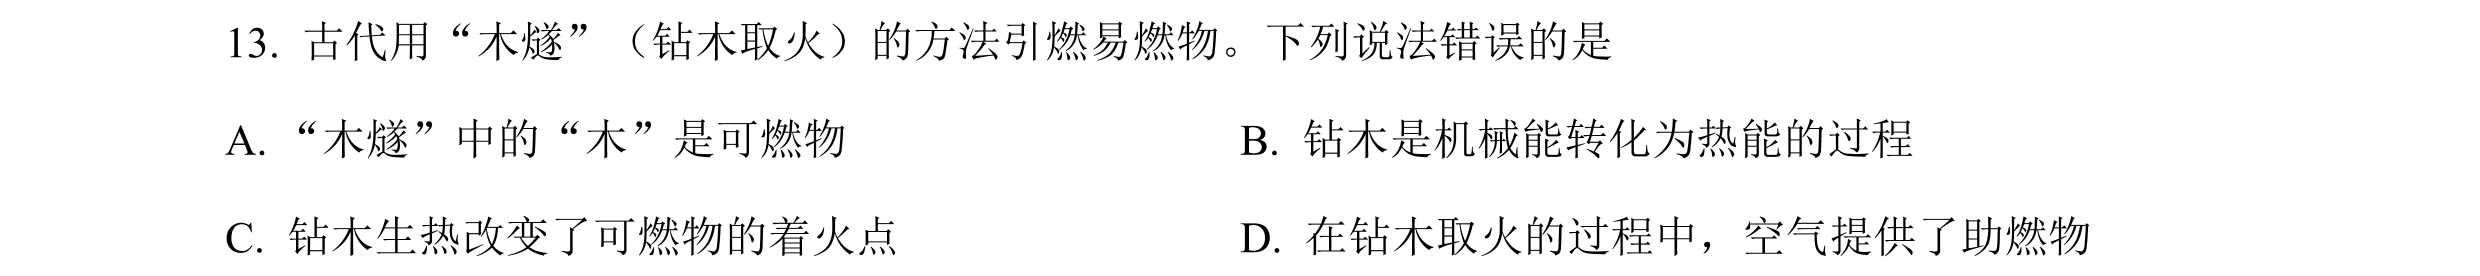 13. 古代用“木燧”（钻木取火）的方法引燃易燃物。下列说法错误的是
A. “木燧”中的“木”是可燃物 B. 钻木是机械能转化为热能的过程
C. 钻木生热改变了可燃物的着火点 D. 在钻木取火的过程中，空气提供了助燃物